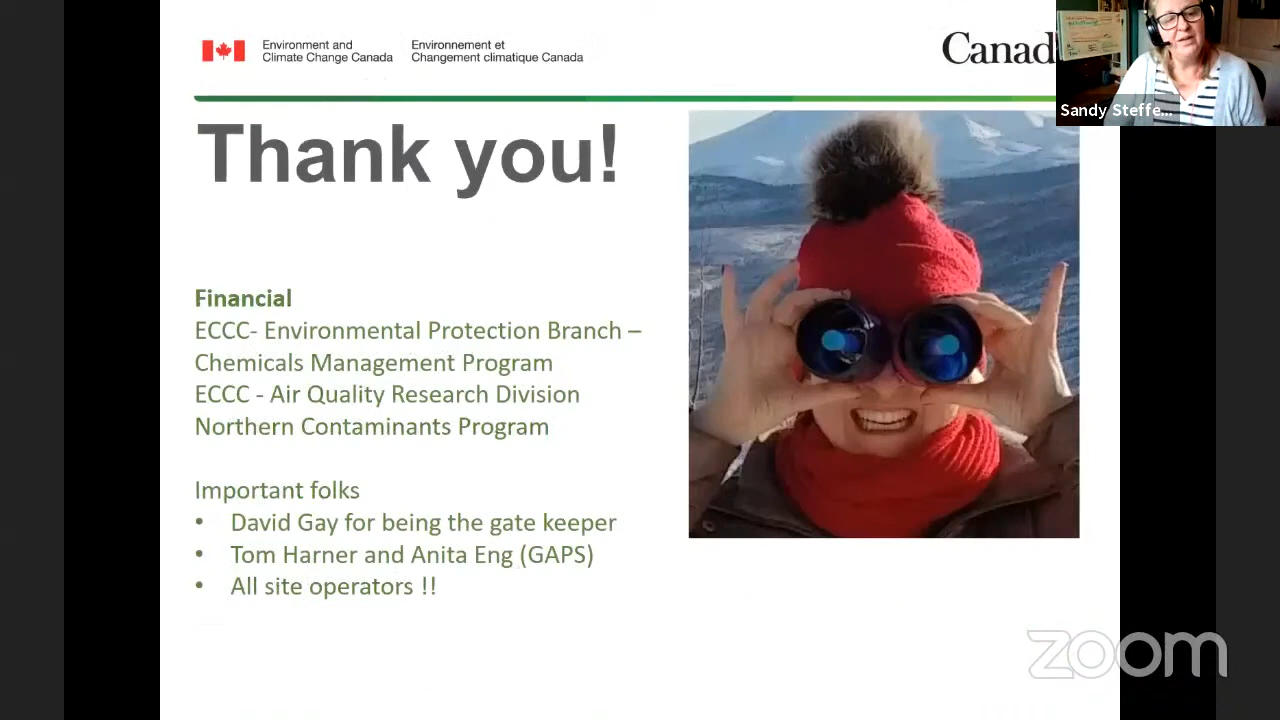 Environment and
Climate Change Canada
Environnement et
Changement climatique Canada
Canad
Sandy Steffe...
Thank you!
Financial
ECCC- Environmental Protection Branch –
Chemicals Management Program
ECCC - Air Quality Research Division
Northern Contaminants Program
Important folks
• David Gay for being the gate keeper
• Tom Harner and Anita Eng (GAPS)
• All site operators !!
zoom